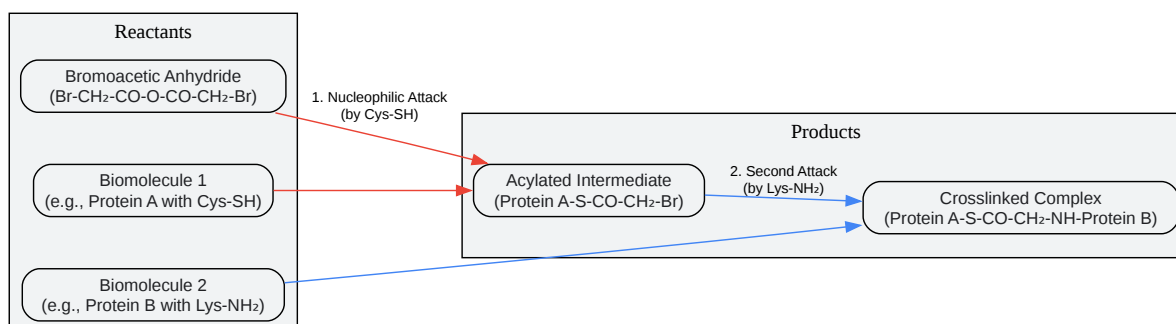 Reactants
Bromoacetic Anhydride
(Br-CH₂-CO-O-CO-CH₂-Br)
1. Nucleophilic Attack
(by Cys-SH)
Biomolecule 1
(e.g., Protein A with Cys-SH)
Biomolecule 2
(e.g., Protein B with Lys-NH₂)
Products
Acylated Intermediate
(Protein A-S-CO-CH₂-Br)
2. Second Attack
(by Lys-NH₂)
Crosslinked Complex
(Protein A-S-CO-CH₂-NH-Protein B)